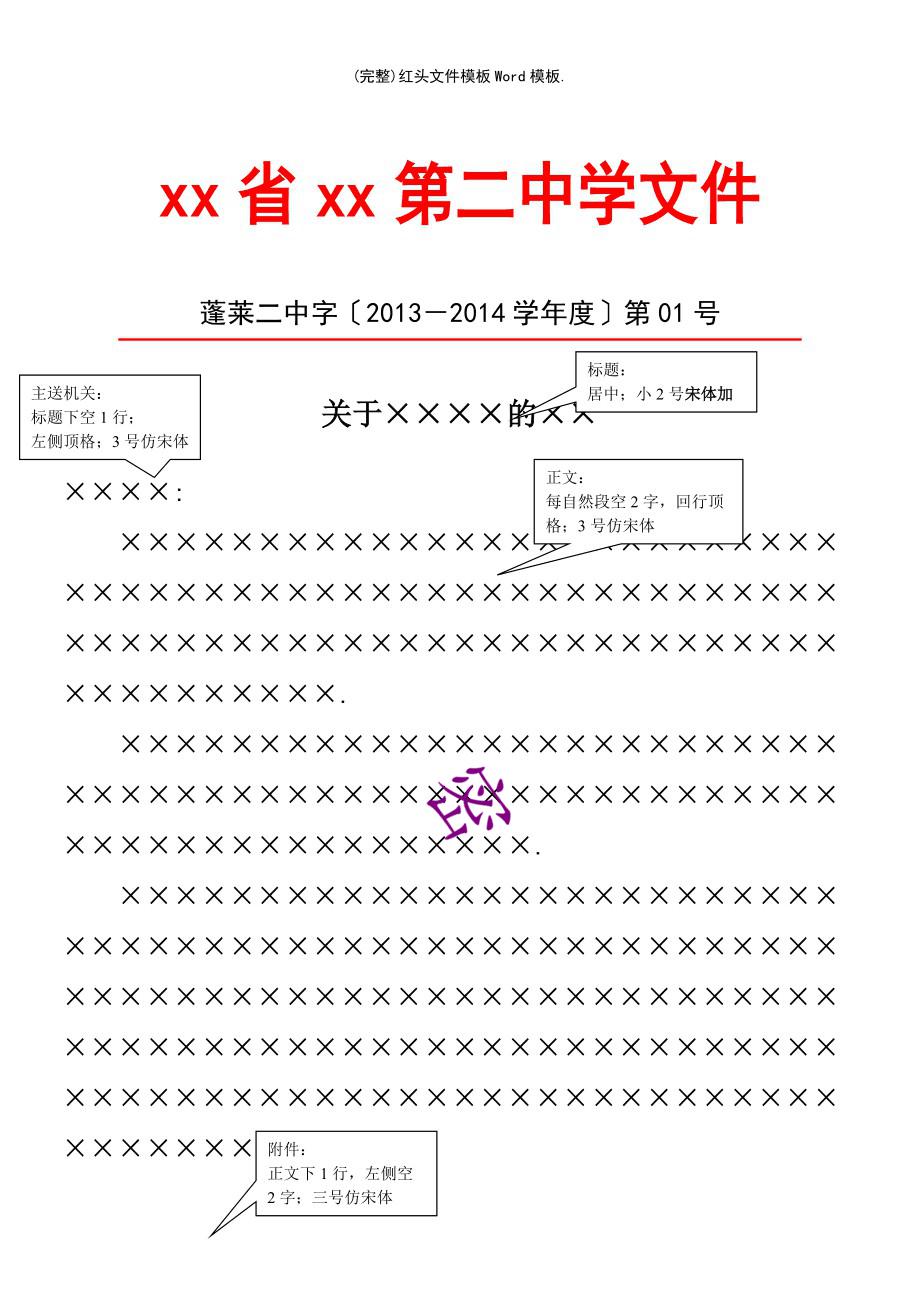 (完整)红头文件模板Word模板.
xx省xx第二中学文件
蓬莱二中字〔2013－2014学年度〕第01号
标题：
居中；小2号宋体加
主送机关：
标题下空1行；
左侧顶格；3号仿宋体
关于××××的××
正文：
每自然段空2字，回行顶
格；3号仿宋体
××××:
××××××××××××××××××××××××××
××××××××××××××××××××××××××××
××××××××××××××××××××××××××××
××××××××××.
××××××××××××××××××××××××××
××××××××××××××××××××××××××××
密
×××××××××××××××××.
××××××××××××××××××××××××××
××××××××××××××××××××××××××××
××××××××××××××××××××××××××××
××××××××××××××××××××××××××××
××××××××××××××××××××××××××××
×××××××
附件：
正文下1行，左侧空
2字；三号仿宋体